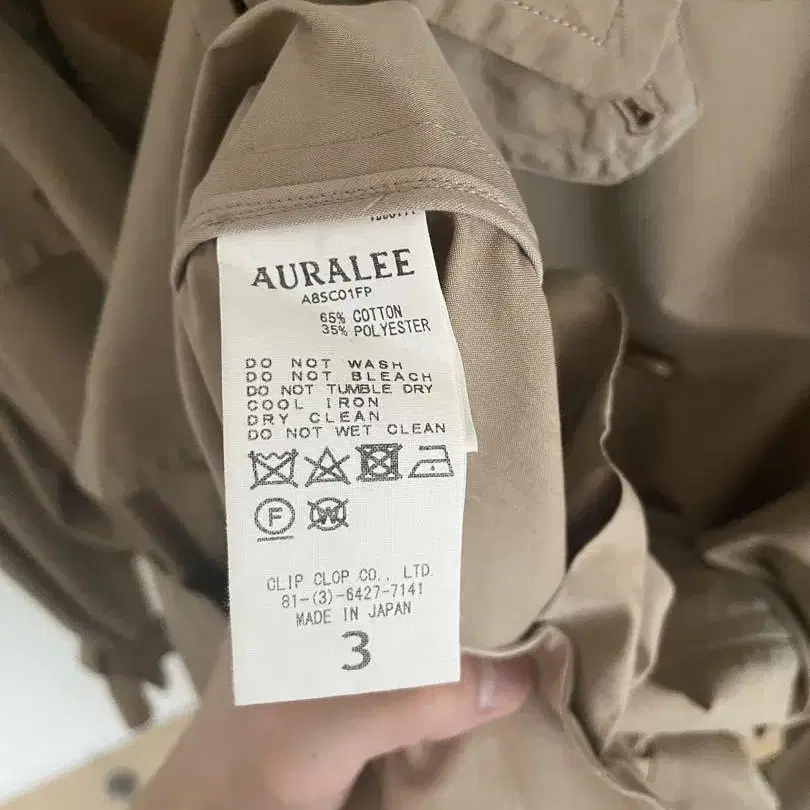 AURALEE
A8SC01FP
65% COTTON
35% POLYESTER
DO NOT WASH
DO NOT BLEACH
DO NOT TUMBLE DRY
COOL IRON
DRY CLEAN
DO NOT WET CLEAN
F W
CLIP CLOP CO., LTD.
81-(3)-6427-7141
MADE IN JAPAN
3